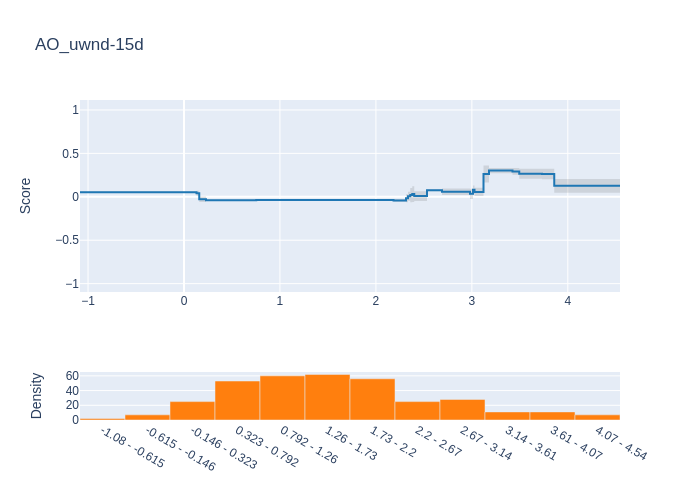 AO_uwnd-15d
Score
1
0.5
0
−0.5
−1
−1 0 1 2 3 4
Density
60
40
20
0
-1.08 - -0.615
-0.615 - -0.146
-0.146 - 0.323
0.323 - 0.792
0.792 - 1.26
1.26 - 1.73
1.73 - 2.2
2.2 - 2.67
2.67 - 3.14
3.14 - 3.61
3.61 - 4.07
4.07 - 4.54